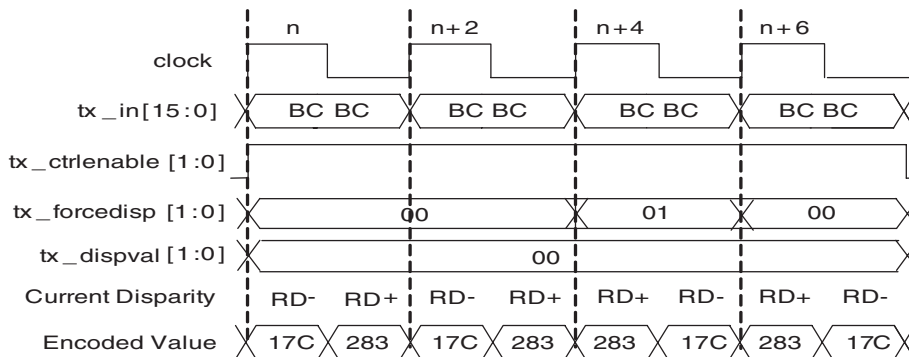 n n+2 n+4 n+6
clock
tx_in[15:0] BC BC BC BC BC BC BC BC
tx_ctrlenable [1:0]
tx_forcedisp [1:0] 00 01 00
tx_dispval [1:0] 00
Current Disparity RD- RD+ RD- RD+ RD+ RD- RD+ RD-
Encoded Value 17C 283 17C 283 283 17C 283 17C